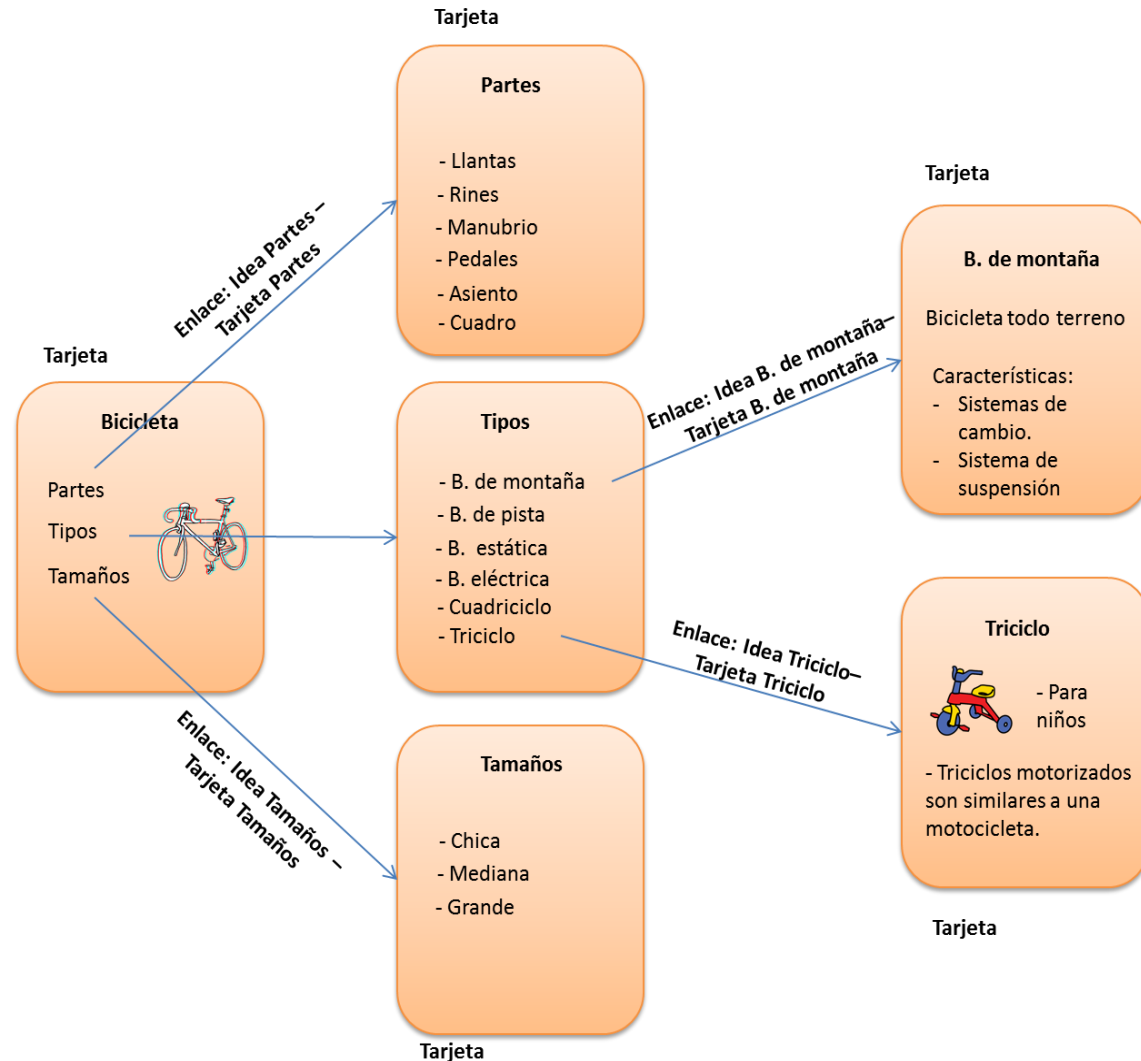 Tarjeta
Partes
- Llantas
- Rines
- Manubrio
- Pedales
- Asiento
- Cuadro
Enlace: Idea Partes –
Tarjeta Partes
Tarjeta
Bicicleta
Partes
Tipos
Tamaños
Tipos
- B. de montaña
- B. de pista
- B. estática
- B. eléctrica
- Cuadriciclo
- Triciclo
Enlace: Idea B. de montaña–
Tarjeta B. de montaña
Tarjeta
B. de montaña
Bicicleta todo terreno
Características:
- Sistemas de
cambio.
- Sistema de
suspensión
Enlace: Idea Triciclo–
Tarjeta Triciclo
Triciclo
- Para
niños
- Triciclos motorizados
son similares a una
motocicleta.
Tarjeta
Enlace: Idea Tamaños –
Tarjeta Tamaños
Tamaños
- Chica
- Mediana
- Grande
Tarjeta